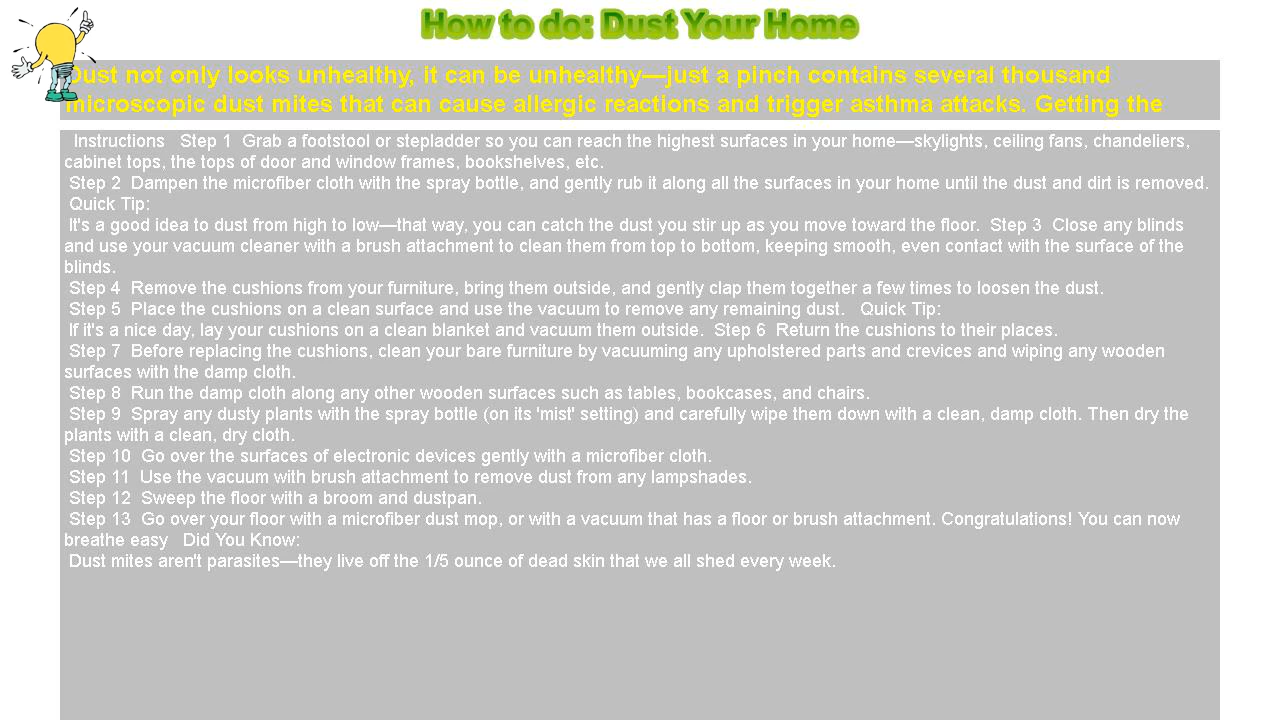 How to do: Dust Your Home
Dust not only looks unhealthy, it can be unhealthy—just a pinch contains several thousand
microscopic dust mites that can cause allergic reactions and trigger asthma attacks. Getting the
Instructions   Step 1  Grab a footstool or stepladder so you can reach the highest surfaces in your home—skylights, ceiling fans, chandeliers,
cabinet tops, the tops of door and window frames, bookshelves, etc.
Step 2  Dampen the microfiber cloth with the spray bottle, and gently rub it along all the surfaces in your home until the dust and dirt is removed.
Quick Tip:
It's a good idea to dust from high to low—that way, you can catch the dust you stir up as you move toward the floor.  Step 3  Close any blinds
and use your vacuum cleaner with a brush attachment to clean them from top to bottom, keeping smooth, even contact with the surface of the
blinds.
Step 4  Remove the cushions from your furniture, bring them outside, and gently clap them together a few times to loosen the dust.
Step 5  Place the cushions on a clean surface and use the vacuum to remove any remaining dust.   Quick Tip:
If it's a nice day, lay your cushions on a clean blanket and vacuum them outside.  Step 6  Return the cushions to their places.
Step 7  Before replacing the cushions, clean your bare furniture by vacuuming any upholstered parts and crevices and wiping any wooden
surfaces with the damp cloth.
Step 8  Run the damp cloth along any other wooden surfaces such as tables, bookcases, and chairs.
Step 9  Spray any dusty plants with the spray bottle (on its 'mist' setting) and carefully wipe them down with a clean, damp cloth. Then dry the
plants with a clean, dry cloth.
Step 10  Go over the surfaces of electronic devices gently with a microfiber cloth.
Step 11  Use the vacuum with brush attachment to remove dust from any lampshades.
Step 12  Sweep the floor with a broom and dustpan.
Step 13  Go over your floor with a microfiber dust mop, or with a vacuum that has a floor or brush attachment. Congratulations! You can now
breathe easy   Did You Know:
Dust mites aren't parasites—they live off the 1/5 ounce of dead skin that we all shed every week.